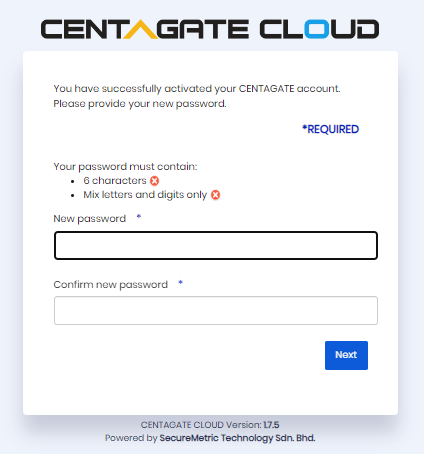 CENTAGATE CLOUD
You have successfully activated your CENTAGATE account.
Please provide your new password.
*REQUIRED
Your password must contain:
6 characters
Mix letters and digits only
New password *
Confirm new password *
Next
CENTAGATE CLOUD Version: 1.7.5
Powered by SecureMetric Technology Sdn. Bhd.